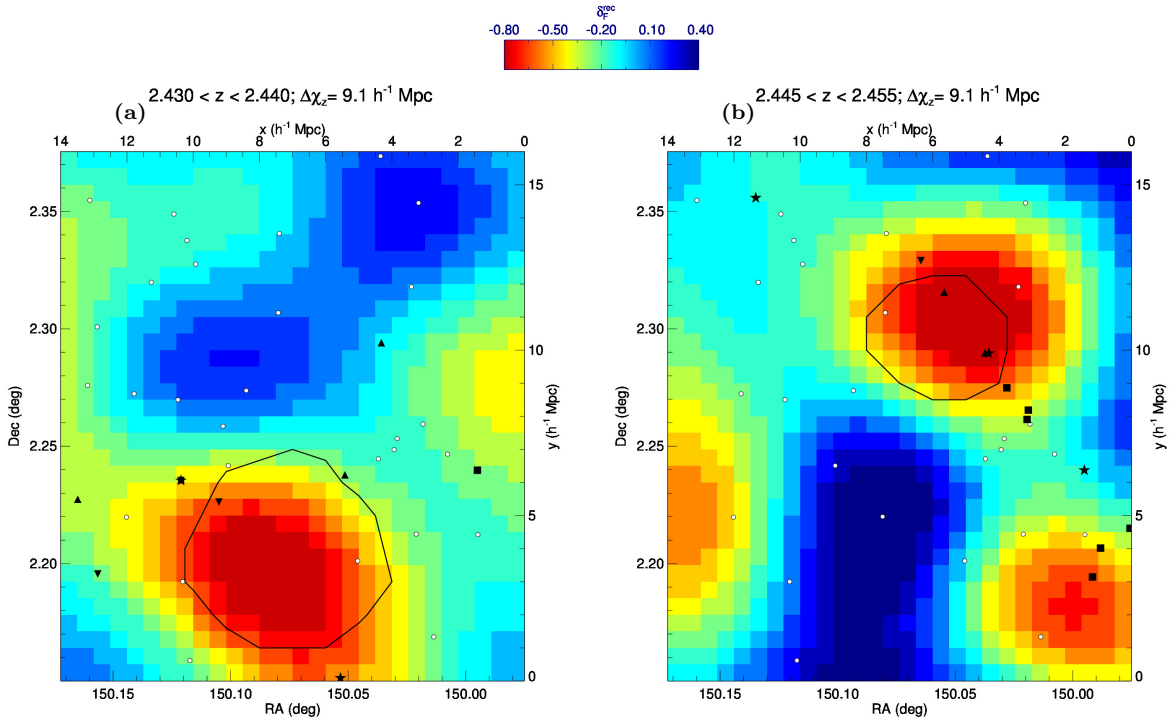 δ_F^rec
-0.80 -0.50 -0.20 0.10 0.40
2.430 < z < 2.440; Δχ_z= 9.1 h⁻¹ Mpc
(a)
x (h⁻¹ Mpc)
14 12 10 8 6 4 2 0
2.35
2.30
2.25
2.20
Dec (deg)
15
10
5
0
y (h⁻¹ Mpc)
150.15 150.10 150.05 150.00
RA (deg)
2.445 < z < 2.455; Δχ_z= 9.1 h⁻¹ Mpc
(b)
x (h⁻¹ Mpc)
14 12 10 8 6 4 2 0
2.35
2.30
2.25
2.20
Dec (deg)
15
10
5
0
y (h⁻¹ Mpc)
150.15 150.10 150.05 150.00
RA (deg)